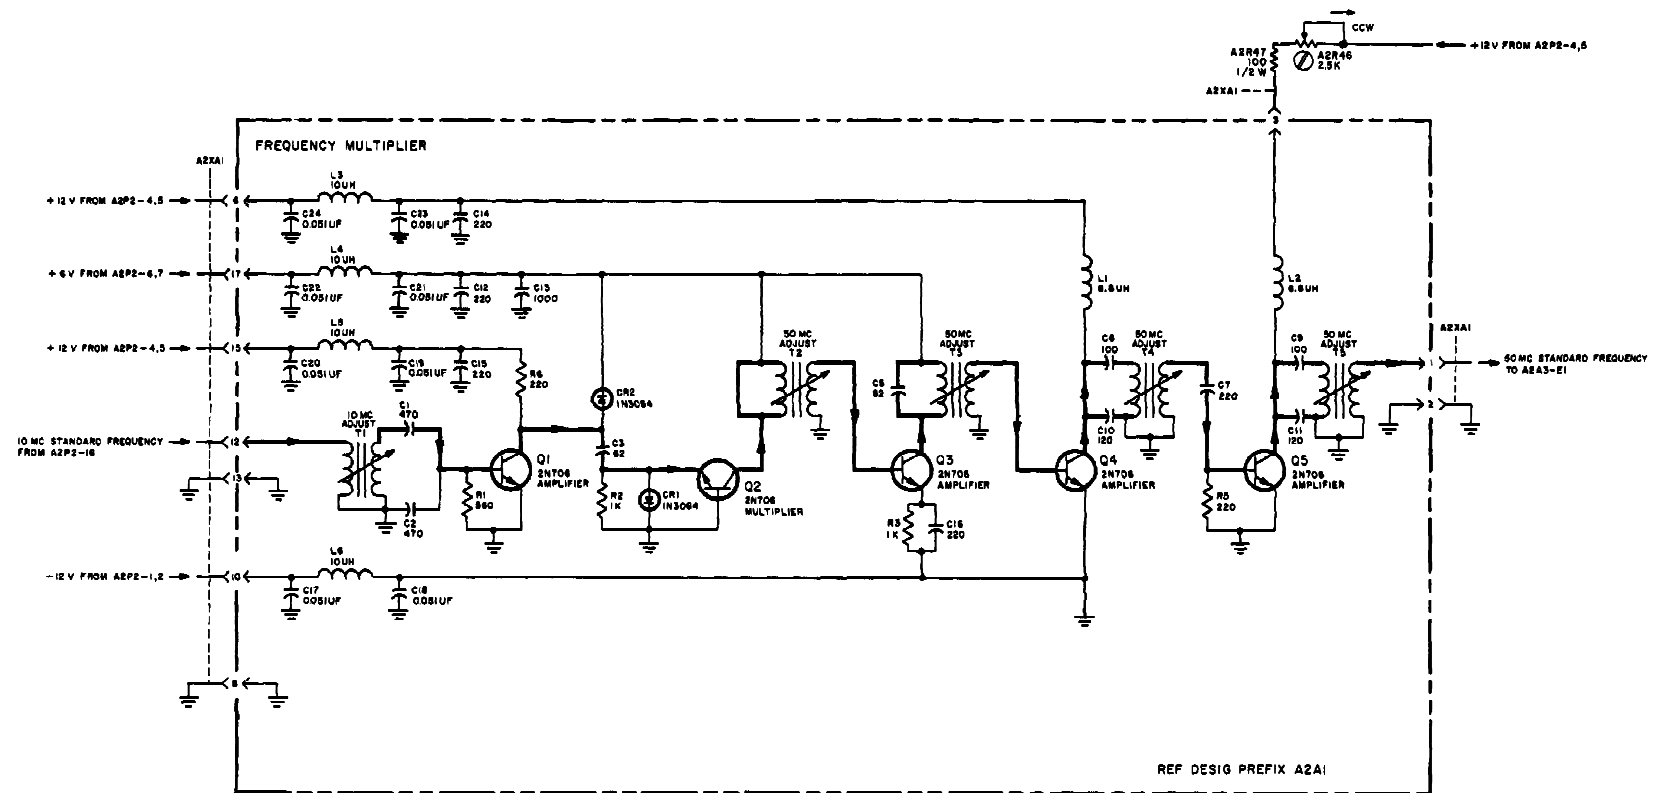 CCW
+12V FROM A2P2-4,5
A2R47
100
1/2 W
A2R46
2.5K
A2XA1
3
FREQUENCY MULTIPLIER
A2XA1
+12 V FROM A2P2-4,5
6
L3
10UH
C24
0.051UF
C23
0.051UF
C14
220
+6 V FROM A2P2-6,7
17
L4
10UH
C22
0.051UF
C21
0.051UF
C12
220
C13
1000
L1
6.8UH
L2
6.8UH
+12 V FROM A2P2-4,5
15
L5
10UH
C20
0.051UF
C19
0.051UF
C15
220
R6
220
CR2
1N3064
50 MC
ADJUST
T2
50MC
ADJUST
T3
C5
62
C8
100
50MC
ADJUST
T4
C10
120
C7
220
C9
100
50 MC
ADJUST
T5
C11
120
A2XA1
1
50 MC STANDARD FREQUENCY
TO A2A3-E1
2
10 MC STANDARD FREQUENCY
FROM A2P2-16
12
13
10 MC
ADJUST
T1
C1
470
C2
470
R1
560
Q1
2N706
AMPLIFIER
C3
62
R2
1K
CR1
1N3064
Q2
2N706
MULTIPLIER
Q3
2N706
AMPLIFIER
R3
1K
C16
220
Q4
2N706
AMPLIFIER
R5
220
Q5
2N706
AMPLIFIER
-12 V FROM A2P2-1,2
10
L6
10UH
C17
0.051UF
C18
0.051UF
REF DESIG PREFIX A2A1